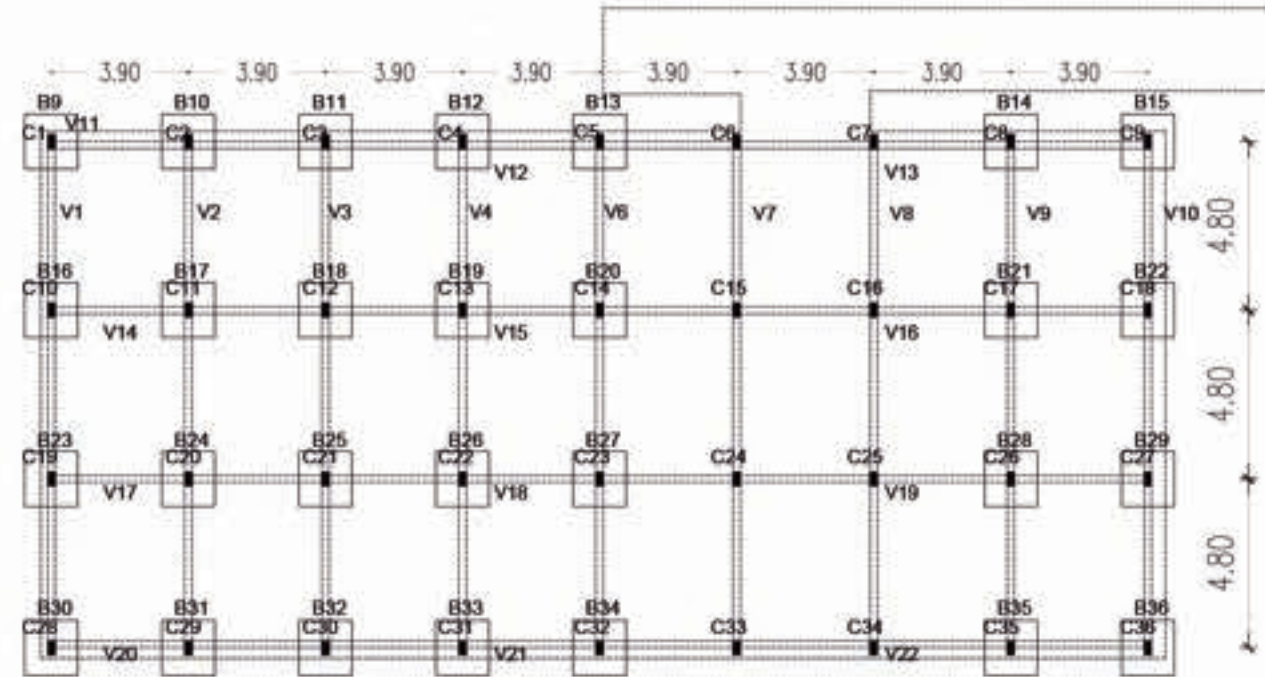 3.90 3.90 3.90 3.90 3.90 3.90 3.90 3.90
B9 B10 B11 B12 B13 B14 B15
C1 V11 C2 C3 C4 C5 C6 C7 C8 C9
V12 V13
V1 V2 V3 V4 V6 V7 V8 V9 V10 4.80
B16 B17 B18 B19 B20 B21 B22
C10 C11 C12 C13 C14 C15 C16 C17 C18
V14 V15 V16
4.80
B23 B24 B25 B26 B27 B28 B29
C19 C20 C21 C22 C23 C24 C25 C26 C27
V17 V18 V19
4.80
B30 B31 B32 B33 B34 B35 B36
C28 C29 C30 C31 C32 C33 C34 C35 C36
V20 V21 V22